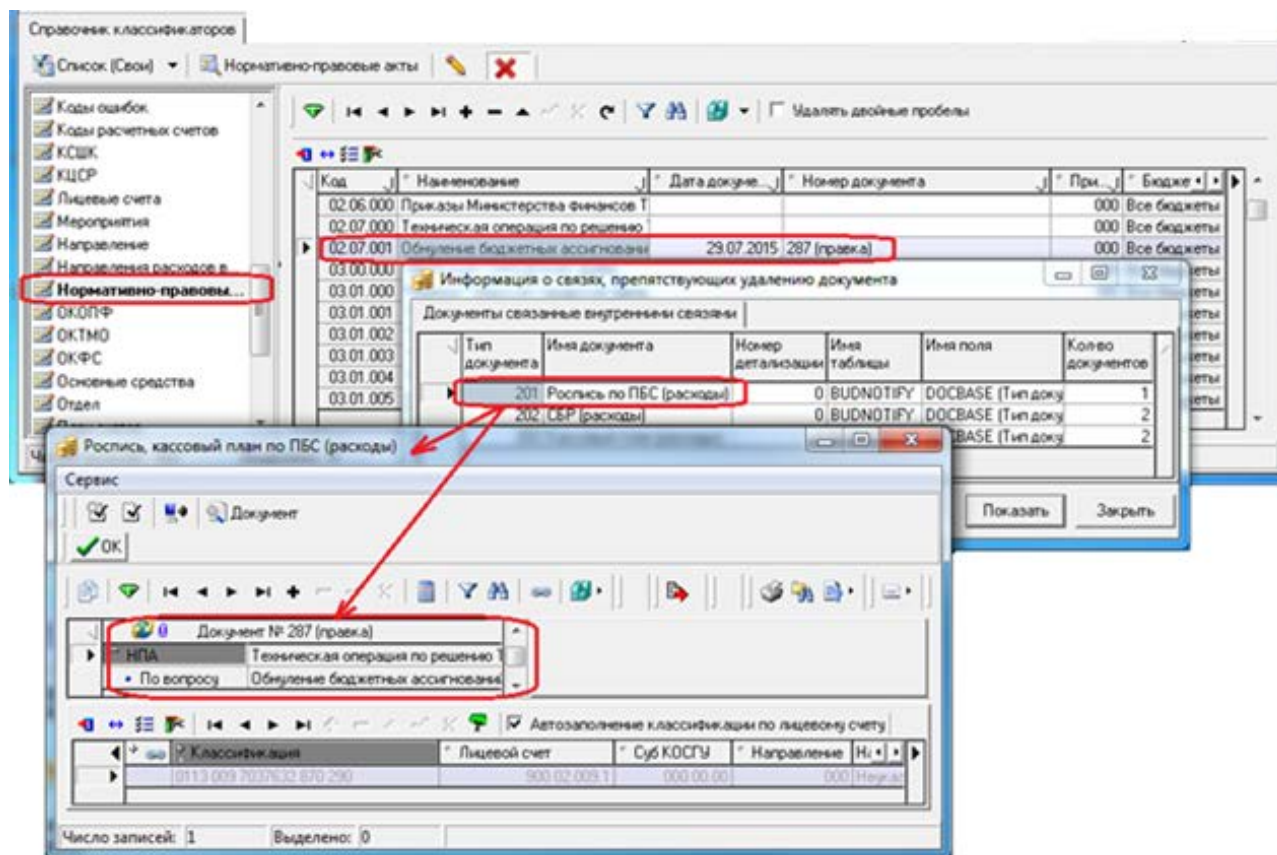 Справочник классификаторов
Список (Свои) Нормативно-правовые акты
Коды ошибок
Коды расчетных счетов
КСШК
КЦСР
Лицевые счета
Мероприятия
Направление
Направления расходов в
Нормативно-правовы...
ОКОПФ
ОКТМО
ОКФС
Основные средства
Отдел
Удалять двойные пробелы
Код Наименование Дата докуме... Номер документа При... Бюдже
02.06.000 Приказы Министерства финансов Т 000 Все бюджеты
02.07.000 Техническая операция по решению 000 Все бюджеты
02.07.001 Обнуление бюджетных ассигновани 29.07.2015 287 (правка) 000 Все бюджеты
03.00.000
03.01.000
03.01.001
03.01.002
03.01.003
03.01.004
03.01.005
Информация о связях, препятствующих удалению документа
Документы связанные внутренними связями
Тип документа Имя документа Номер детализации Имя таблицы Имя поля Кол-во документов
201 Роспись по ПБС (расходы) 0 BUDNOTIFY DOCBASE (Тип доку 1
202 СБР (расходы) 0 BUDNOTIFY DOCBASE (Тип доку 2
2
Показать Закрыть
Роспись, кассовый план по ПБС (расходы)
Сервис
Документ
OK
0 Документ № 287 (правка)
НПА Техническая операция по решению Т
По вопросу Обнуление бюджетных ассигновани
Автозаполнение классификации по лицевому счету
Классификация Лицевой счет Суб КОСГУ Направление
0113 009 7037632 870 290 900.02.009.1 000.00.00 000
Число записей: 1 Выделено: 0